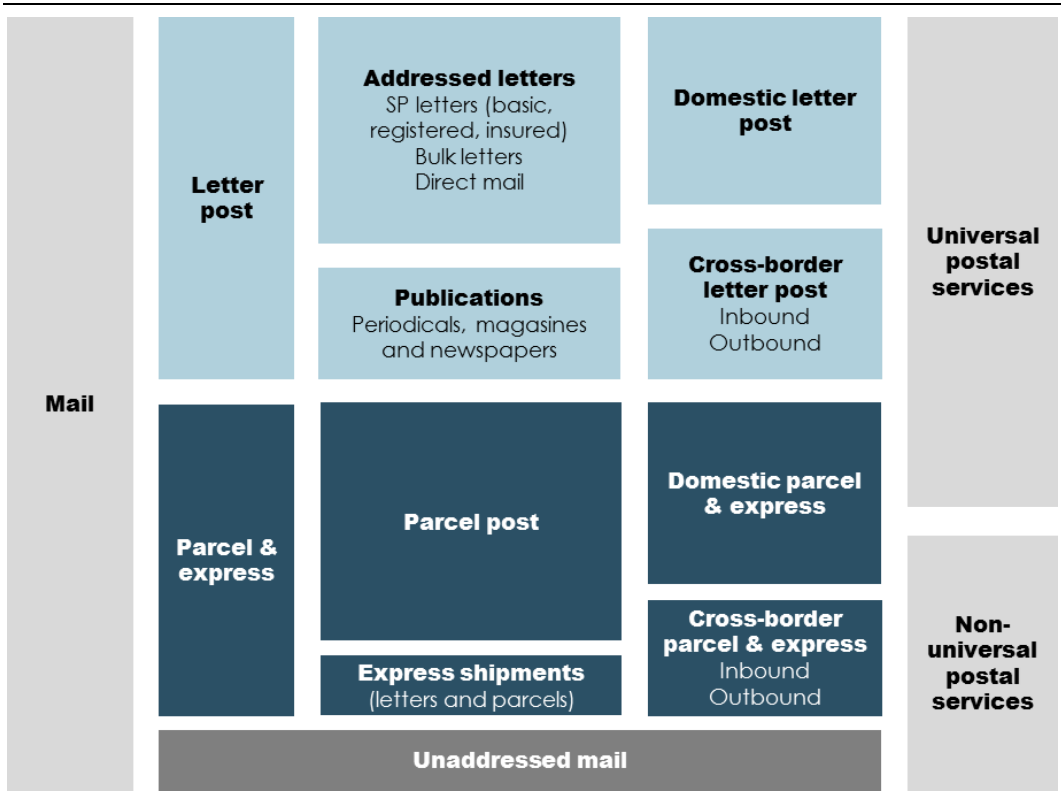 Mail
Letter
post
Addressed letters
SP letters (basic,
registered, insured)
Bulk letters
Direct mail
Publications
Periodicals, magasines
and newspapers
Domestic letter
post
Cross-border
letter post
Inbound
Outbound
Parcel &
express
Parcel post
Express shipments
(letters and parcels)
Domestic parcel
& express
Cross-border
parcel & express
Inbound
Outbound
Unaddressed mail
Universal
postal
services
Non-
universal
postal
services